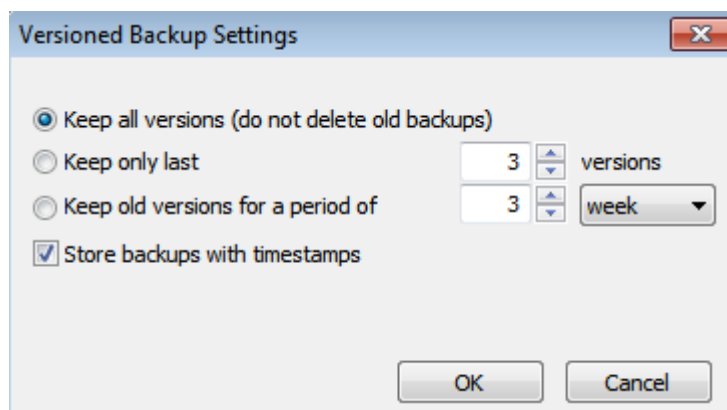 Versioned Backup Settings
Keep all versions (do not delete old backups)
Keep only last 3 versions
Keep old versions for a period of 3 week
Store backups with timestamps
OK Cancel